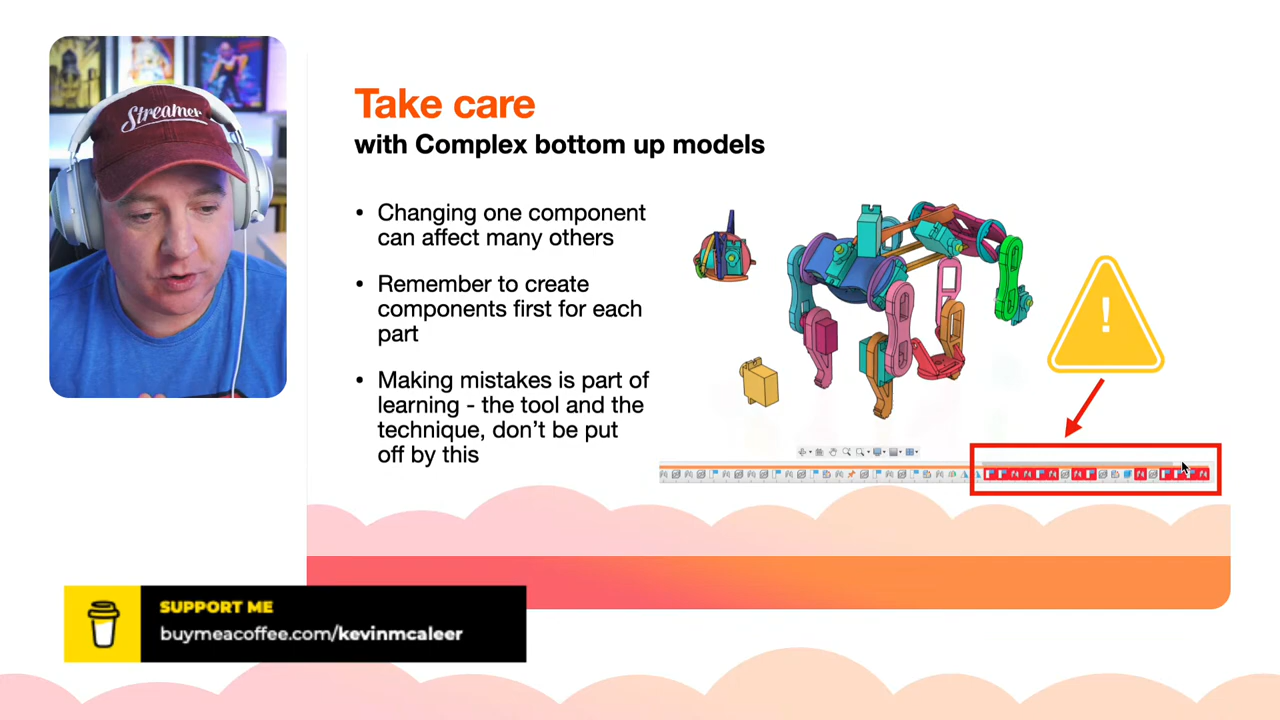 Streamer
Take care
with Complex bottom up models
• Changing one component
can affect many others
• Remember to create
components first for each
part
• Making mistakes is part of
learning - the tool and the
technique, don’t be put
off by this
!
SUPPORT ME
buymeacoffee.com/kevinmcaleer